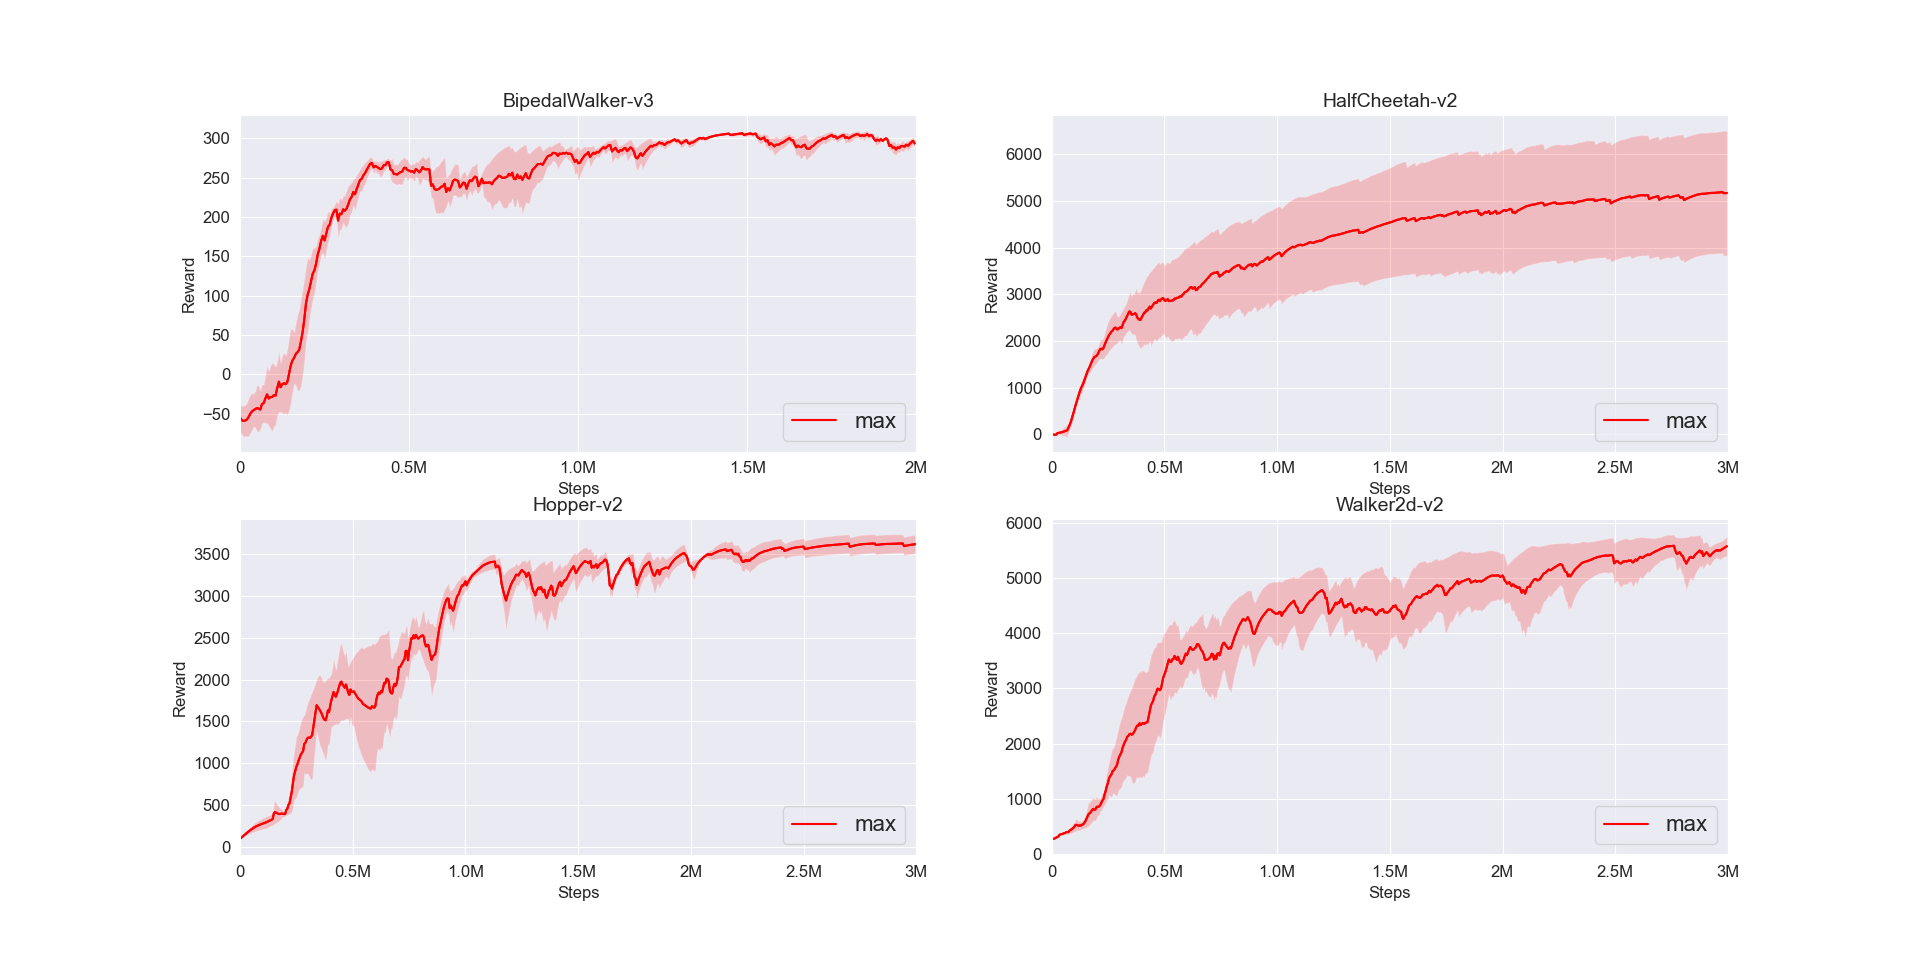 BipedalWalker-v3
300
250
200
150
100
50
0
−50
Reward
max
0 0.5M 1.0M 1.5M 2M
Steps
HalfCheetah-v2
6000
5000
4000
3000
2000
1000
0
Reward
max
0 0.5M 1.0M 1.5M 2M 2.5M 3M
Steps
Hopper-v2
3500
3000
2500
2000
1500
1000
500
0
Reward
max
0 0.5M 1.0M 1.5M 2M 2.5M 3M
Steps
Walker2d-v2
6000
5000
4000
3000
2000
1000
0
Reward
max
0 0.5M 1.0M 1.5M 2M 2.5M 3M
Steps